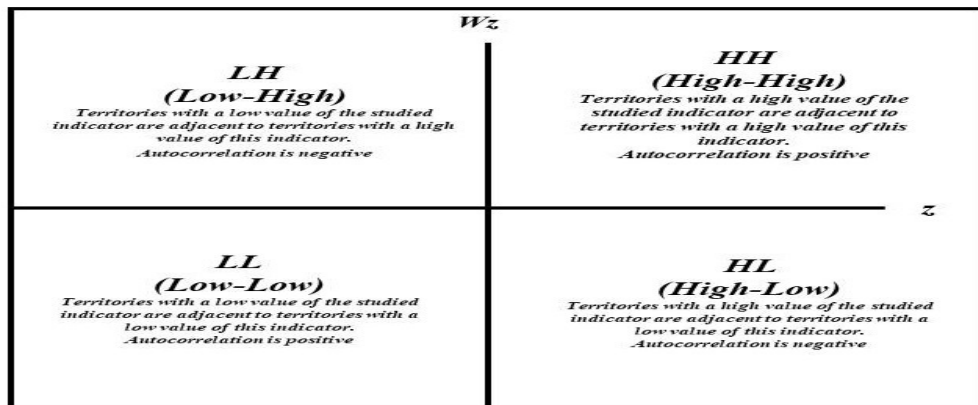 Wz
LH
(Low-High)
Territories with a low value of the studied
indicator are adjacent to territories with a high
value of this indicator.
Autocorrelation is negative
HH
(High-High)
Territories with a high value of the
studied indicator are adjacent to
territories with a high value of this
indicator.
Autocorrelation is positive
z
LL
(Low-Low)
Territories with a low value of the studied
indicator are adjacent to territories with a
low value of this indicator.
Autocorrelation is positive
HL
(High-Low)
Territories with a high value of the studied
indicator are adjacent to territories with a
low value of this indicator.
Autocorrelation is negative